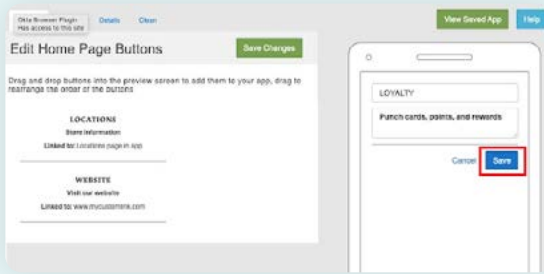 Okta Browser Plugin
Has access to this site
Details
Clean
View Saved App
Help
Edit Home Page Buttons
Save Changes
Drag and drop buttons into the preview screen to add them to your app, drag to
rearrange the order of the buttons
LOCATIONS
Store information
Linked to: Locations page in app
WEBSITE
Visit our website
Linked to: www.mycustomink.com
LOYALTY
Punch cards, points, and rewards
Cancel
Save